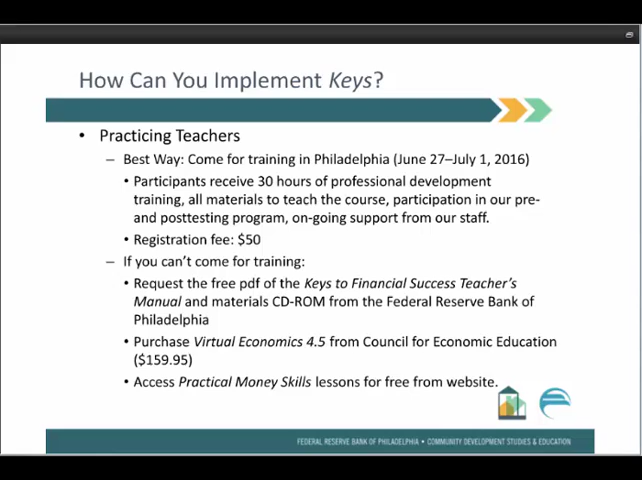 How Can You Implement Keys?
• Practicing Teachers
– Best Way: Come for training in Philadelphia (June 27–July 1, 2016)
• Participants receive 30 hours of professional development
training, all materials to teach the course, participation in our pre-
and posttesting program, on-going support from our staff.
• Registration fee: $50
– If you can't come for training:
• Request the free pdf of the Keys to Financial Success Teacher's
Manual and materials CD-ROM from the Federal Reserve Bank of
Philadelphia
• Purchase Virtual Economics 4.5 from Council for Economic Education
($159.95)
• Access Practical Money Skills lessons for free from website.
FEDERAL RESERVE BANK OF PHILADELPHIA • COMMUNITY DEVELOPMENT STUDIES & EDUCATION